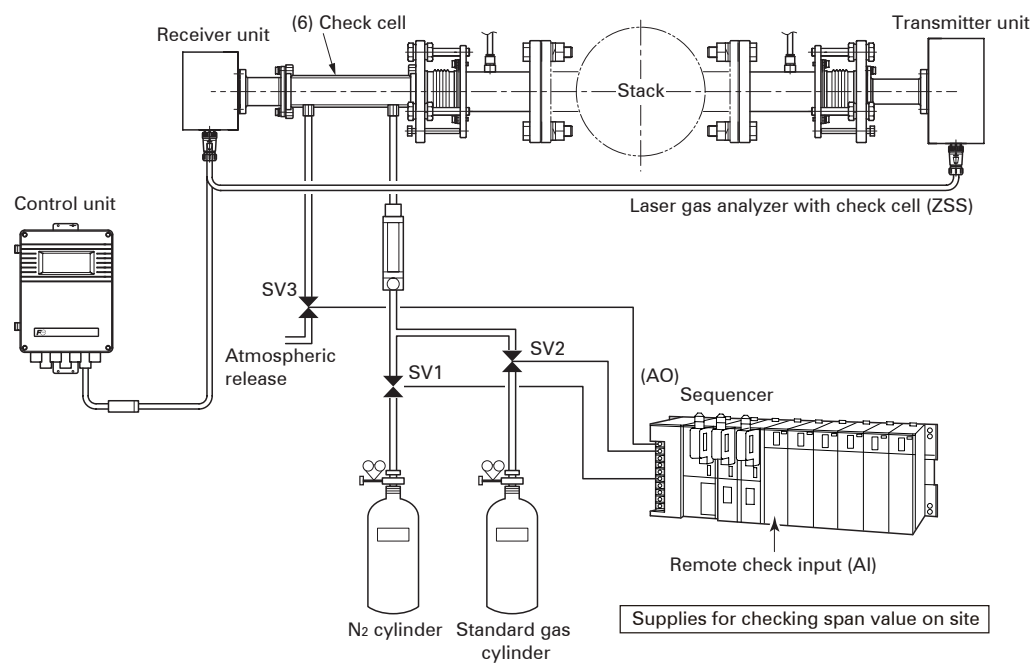 (6) Check cell
Transmitter unit
Receiver unit
Stack
Laser gas analyzer with check cell (ZSS)
Control unit
SV3
SV2
Atmospheric
release
SV1
(AO)
Sequencer
Remote check input (AI)
N2 cylinder
Standard gas
cylinder
Supplies for checking span value on site